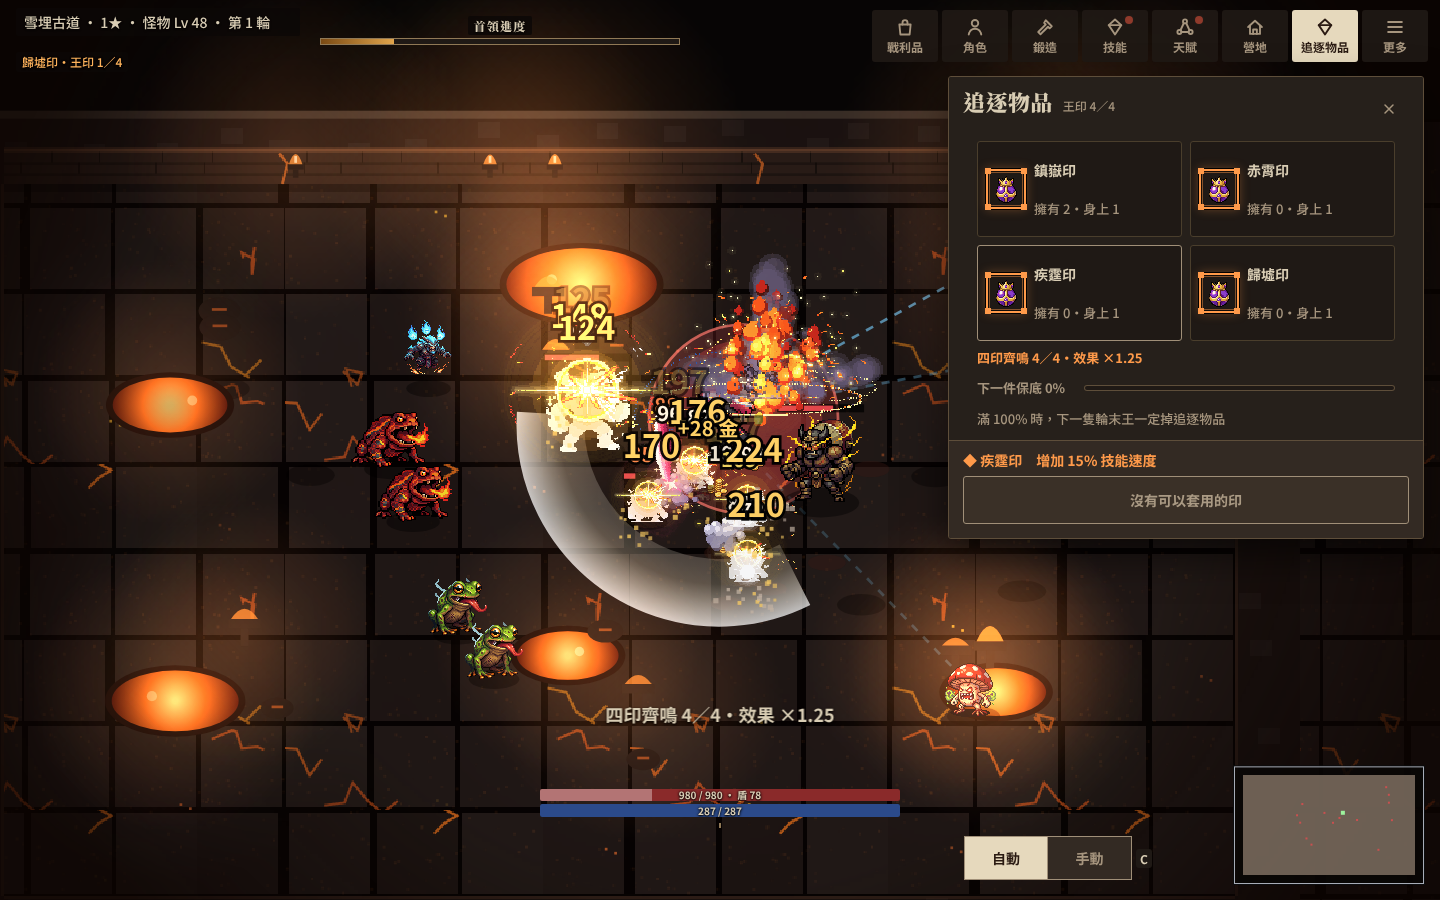 雪埋古道 · 1★ · 怪物 Lv 48 · 第 1 輪
歸墟印·王印 1／4
首領進度
戰利品
角色
鍛造
技能
天賦
營地
追逐物品
更多
追逐物品 王印 4／4
×
鎮嶽印
擁有 2·身上 1
赤霄印
擁有 0·身上 1
疾霆印
擁有 0·身上 1
歸墟印
擁有 0·身上 1
四印齊鳴 4／4·效果 ×1.25
下一件保底 0%
滿 100% 時，下一隻輪末王一定掉追逐物品
◆ 疾霆印 增加 15% 技能速度
沒有可以套用的印
125
124
197
176
+28 金
170
224
210
四印齊鳴 4／4·效果 ×1.25
980 / 980 · 盾 78
287 / 287
自動
手動
C